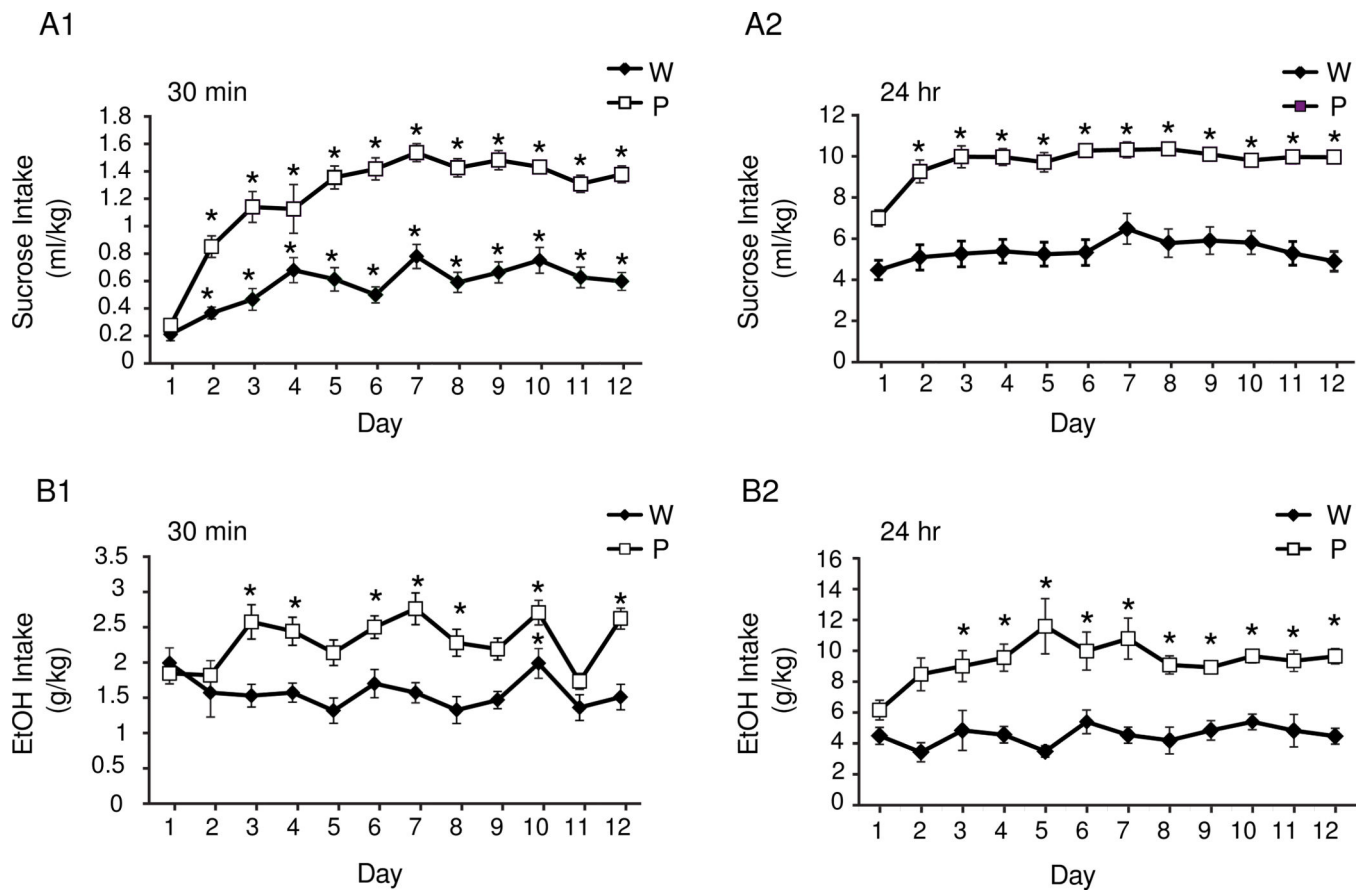 A1
30 min
W
P
Sucrose Intake
(ml/kg)
1.8
1.6
1.4
1.2
1
0.8
0.6
0.4
0.2
0
* * * * * * * * * * *
* * * * * * * * * * *
1 2 3 4 5 6 7 8 9 10 11 12
Day
A2
24 hr
W
P
Sucrose Intake
(ml/kg)
12
10
8
6
4
2
0
* * * * * * * * * * *
1 2 3 4 5 6 7 8 9 10 11 12
Day
B1
30 min
W
P
EtOH Intake
(g/kg)
3.5
3
2.5
2
1.5
1
0.5
0
* * * * * * *
*
1 2 3 4 5 6 7 8 9 10 11 12
Day
B2
24 hr
W
P
EtOH Intake
(g/kg)
16
14
12
10
8
6
4
2
0
* * * * * * * * * *
1 2 3 4 5 6 7 8 9 10 11 12
Day